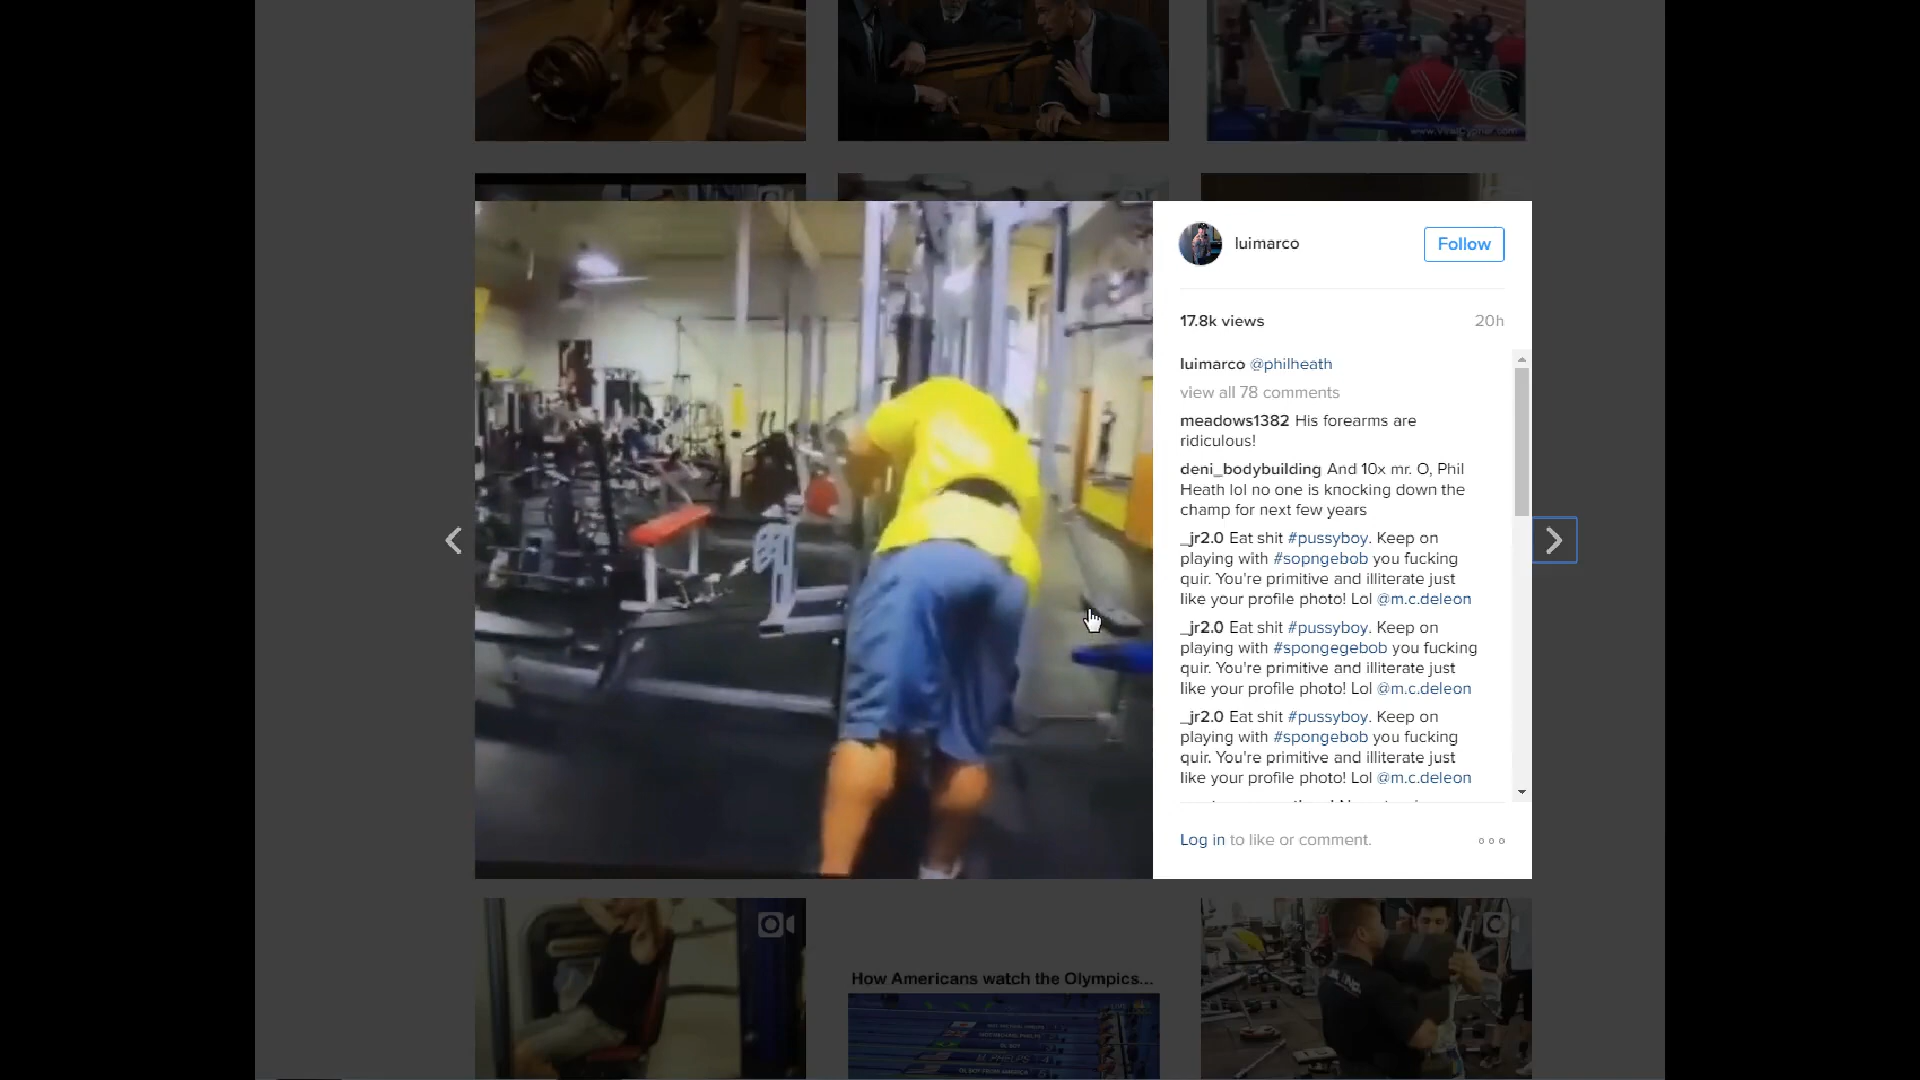 VC
www.ViralCypher.com
luimarco
Follow
17.8k views
20h
luimarco @philheath
view all 78 comments
meadows1382 His forearms are
ridiculous!
deni_bodybuilding And 10x mr. O, Phil
Heath lol no one is knocking down the
champ for next few years
_jr2.0 Eat shit #pussyboy. Keep on
playing with #sopngebob you fucking
quir. You're primitive and illiterate just
like your profile photo! Lol @m.c.deleon
_jr2.0 Eat shit #pussyboy. Keep on
playing with #spongegebob you fucking
quir. You're primitive and illiterate just
like your profile photo! Lol @m.c.deleon
_jr2.0 Eat shit #pussyboy. Keep on
playing with #spongebob you fucking
quir. You're primitive and illiterate just
like your profile photo! Lol @m.c.deleon
Log in to like or comment.
How Americans watch the Olympics...
M. PHELPS